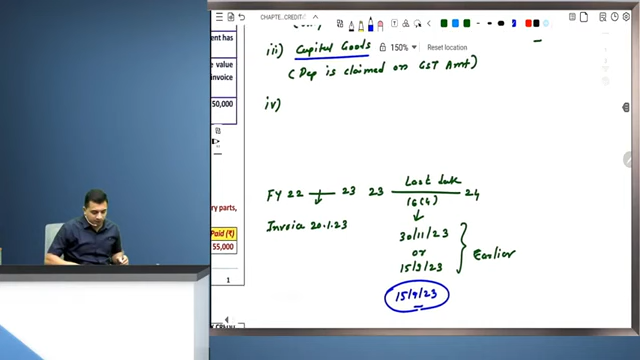 ent has
value
invoice
50,000
ry parts,
Paid (₹)
55,000
CHAPTE...CREDIT(
150%
Reset location
iii) Capital Goods
(Dep is claimed on GST Amt)
iv)
FY 22 — 23
23 Last date 24
16(4)
Invoice 20.1.23
30/11/23
or
15/9/23
Earlier
15/9/23
1